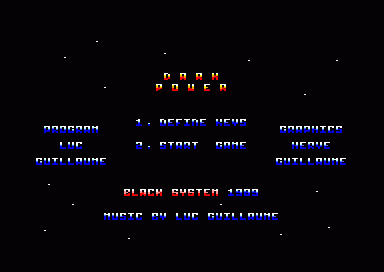 DARK
POWER
1. DEFINE KEYS
PROGRAM
GRAPHICS
LUC
2. START GAME
HERVE
GUILLAUME
GUILLAUME
BLACK SYSTEM
MUSIC BY LUC GUILLAUME